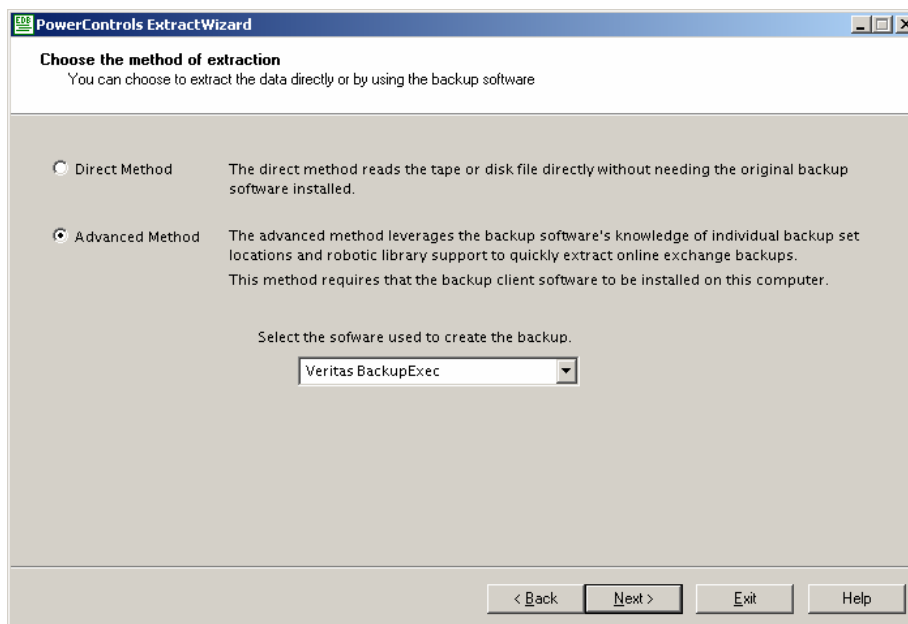 EDB PowerControls ExtractWizard
Choose the method of extraction
You can choose to extract the data directly or by using the backup software
Direct Method
The direct method reads the tape or disk file directly without needing the original backup
software installed.
Advanced Method
The advanced method leverages the backup software's knowledge of individual backup set
locations and robotic library support to quickly extract online exchange backups.
This method requires that the backup client software to be installed on this computer.
Select the sofware used to create the backup.
Veritas BackupExec
< Back
Next >
Exit
Help